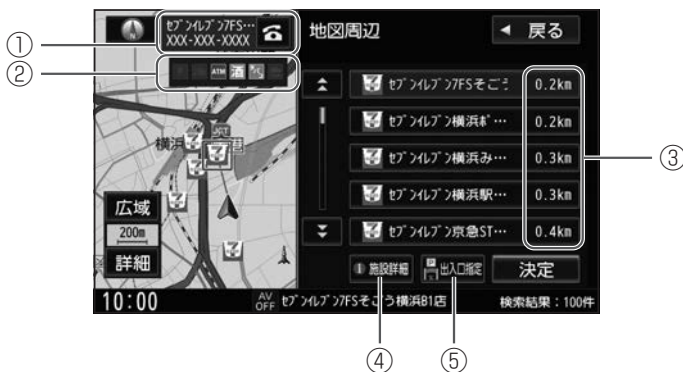 ①
セブンイレブン7FS…
XXX-XXX-XXXX
②
ATM 酒
地図周辺
戻る
セブンイレブン7FSそごう 0.2km
セブンイレブン横浜ポ… 0.2km
セブンイレブン横浜み… 0.3km
セブンイレブン横浜駅… 0.3km
セブンイレブン京急ST… 0.4km
③
横浜
JCT
広域
200m
詳細
施設詳細
出入口指定
決定
10:00
AV OFF
セブンイレブン7FSそごう横浜B1店
検索結果:100件
④
⑤